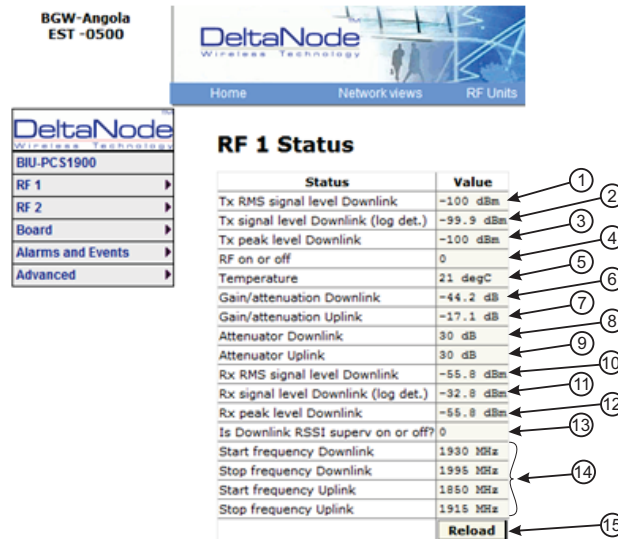 BGW-Angola
EST -0500
DeltaNode
Wireless Technology
Home Network views RF Units
DeltaNode
Wireless Technology
BIU-PCS1900
RF 1
RF 2
Board
Alarms and Events
Advanced
RF 1 Status
Status Value
Tx RMS signal level Downlink -100 dBm 1
Tx signal level Downlink (log det.) -99.9 dBm 2
Tx peak level Downlink -100 dBm 3
RF on or off 0 4
Temperature 21 degC 5
Gain/attenuation Downlink -44.2 dB 6
Gain/attenuation Uplink -17.1 dB 7
Attenuator Downlink 30 dB 8
Attenuator Uplink 30 dB 9
Rx RMS signal level Downlink -55.8 dBm 10
Rx signal level Downlink (log det.) -32.8 dBm 11
Rx peak level Downlink -55.8 dBm 12
Is Downlink RSSI superv on or off? 0 13
Start frequency Downlink 1930 MHz
Stop frequency Downlink 1995 MHz 14
Start frequency Uplink 1850 MHz
Stop frequency Uplink 1915 MHz
Reload 15